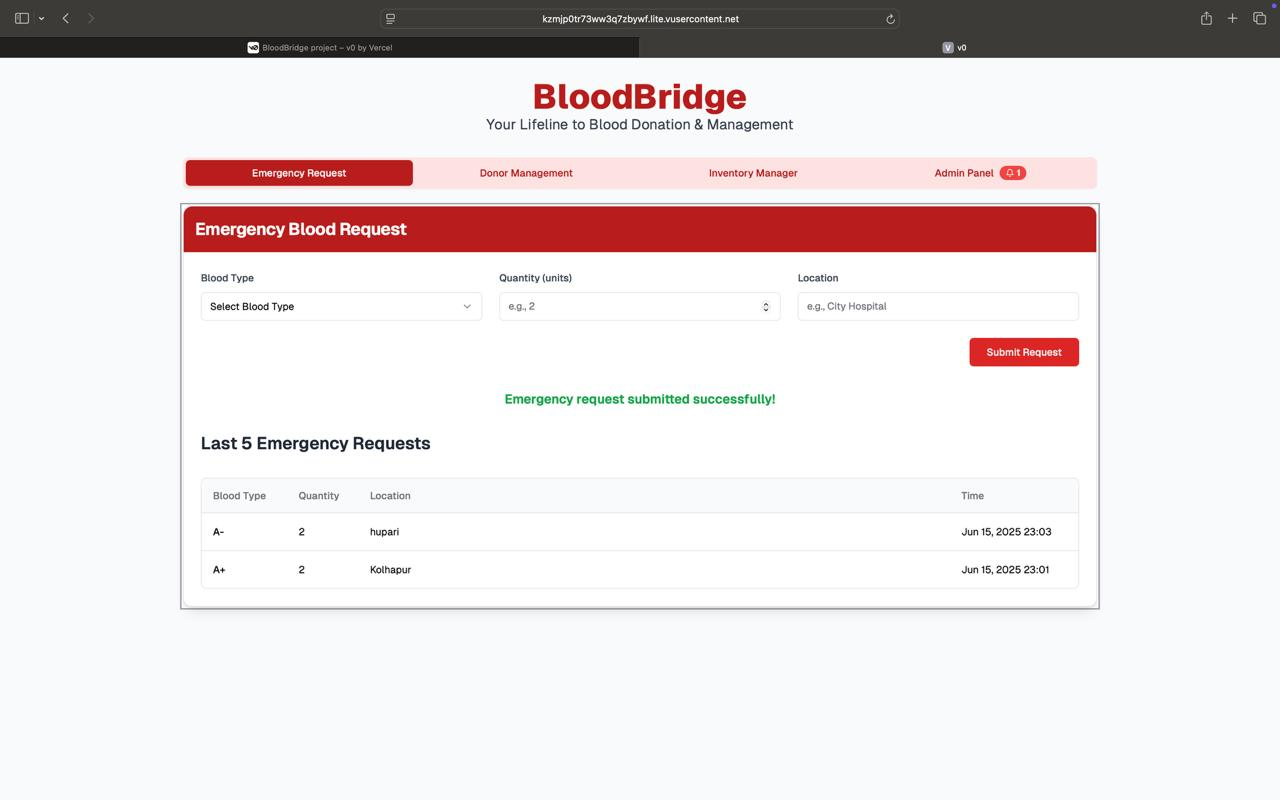 kzmjp0tr73ww3q7zbywf.lite.vusercontent.net
BloodBridge project – v0 by Vercel
V v0
BloodBridge
Your Lifeline to Blood Donation & Management
Emergency Request Donor Management Inventory Manager Admin Panel 1
Emergency Blood Request
Blood Type Quantity (units) Location
Select Blood Type e.g., 2 e.g., City Hospital
Submit Request
Emergency request submitted successfully!
Last 5 Emergency Requests
Blood Type Quantity Location Time
A- 2 hupari Jun 15, 2025 23:03
A+ 2 Kolhapur Jun 15, 2025 23:01